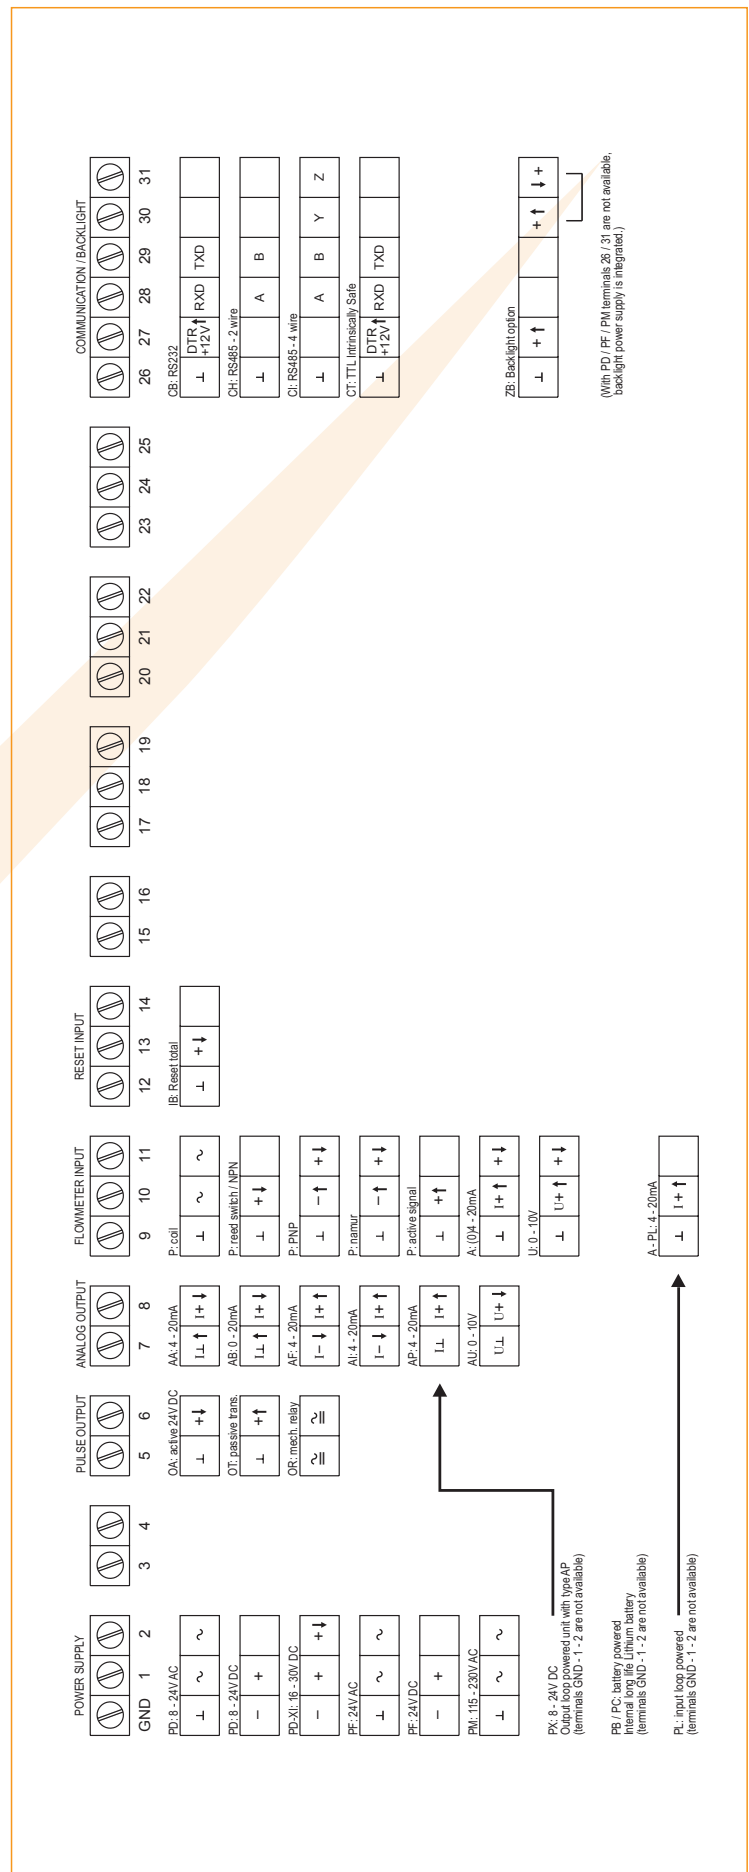 POWER SUPPLY
GND 1 2
PD: 8 - 24V AC
⊥ ~ ~
PD: 8 - 24V DC
− +
PD-XI: 16 - 30V DC
− + +↓
PF: 24V AC
⊥ ~ ~
PF: 24V DC
− +
PM: 115 - 230V AC
⊥ ~ ~
PX: 8 - 24V DC
Output loop powered unit with type AP
(terminals GND - 1 - 2 are not available)
PB / PC: battery powered
Internal long life Lithium battery
(terminals GND - 1 - 2 are not available)
PL: input loop powered
(terminals GND - 1 - 2 are not available)
3 4
PULSE OUTPUT
5 6
OA: active 24V DC
⊥ +↓
OT: passive trans.
⊥ +↑
OR: mech. relay
≂ ≂
ANALOG OUTPUT
7 8
AA: 4 - 20mA
I⊥↑ I+↓
AB: 0 - 20mA
I⊥↑ I+↓
AF: 4 - 20mA
I−↓ I+↑
AI: 4 - 20mA
I−↓ I+↑
AP: 4 - 20mA
I⊥ I+↑
AU: 0 - 10V
U⊥ U+↓
FLOWMETER INPUT
9 10 11
P: coil
⊥ ~ ~
P: reed switch / NPN
⊥ +↓
P: PNP
⊥ −↑ +↓
P: namur
⊥ −↑ +↓
P: active signal
⊥ +↑
A: (0)4 - 20mA
⊥ I+↑ +↓
U: 0 - 10V
⊥ U+↑ +↓
A - PL: 4 - 20mA
⊥ I+↑
RESET INPUT
12 13 14
IB: Reset total
⊥ +↓
15 16
17 18 19
20 21 22
23 24 25
COMMUNICATION / BACKLIGHT
26 27 28 29 30 31
CB: RS232
⊥ DTR +12V↑ RXD TXD
CH: RS485 - 2 wire
⊥ A B
CI: RS485 - 4 wire
⊥ A B Y Z
CT: TTL Intrinsically Safe
⊥ DTR +12V↑ RXD TXD
ZB: Backlight option
⊥ +↑ +↑ ↓+
(With PD / PF / PM terminals 26 / 31 are not available,
backlight power supply is integrated.)